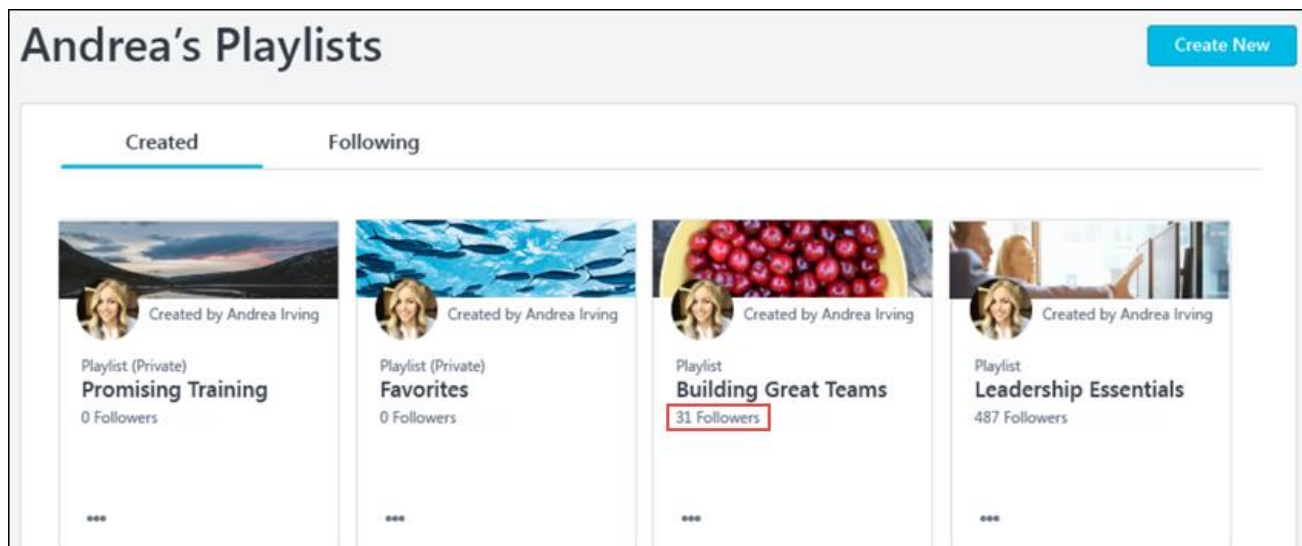 Andrea's Playlists
Create New
Created
Following
Created by Andrea Irving
Playlist (Private)
Promising Training
0 Followers
•••
Created by Andrea Irving
Playlist (Private)
Favorites
0 Followers
•••
Created by Andrea Irving
Playlist
Building Great Teams
31 Followers
•••
Created by Andrea Irving
Playlist
Leadership Essentials
487 Followers
•••